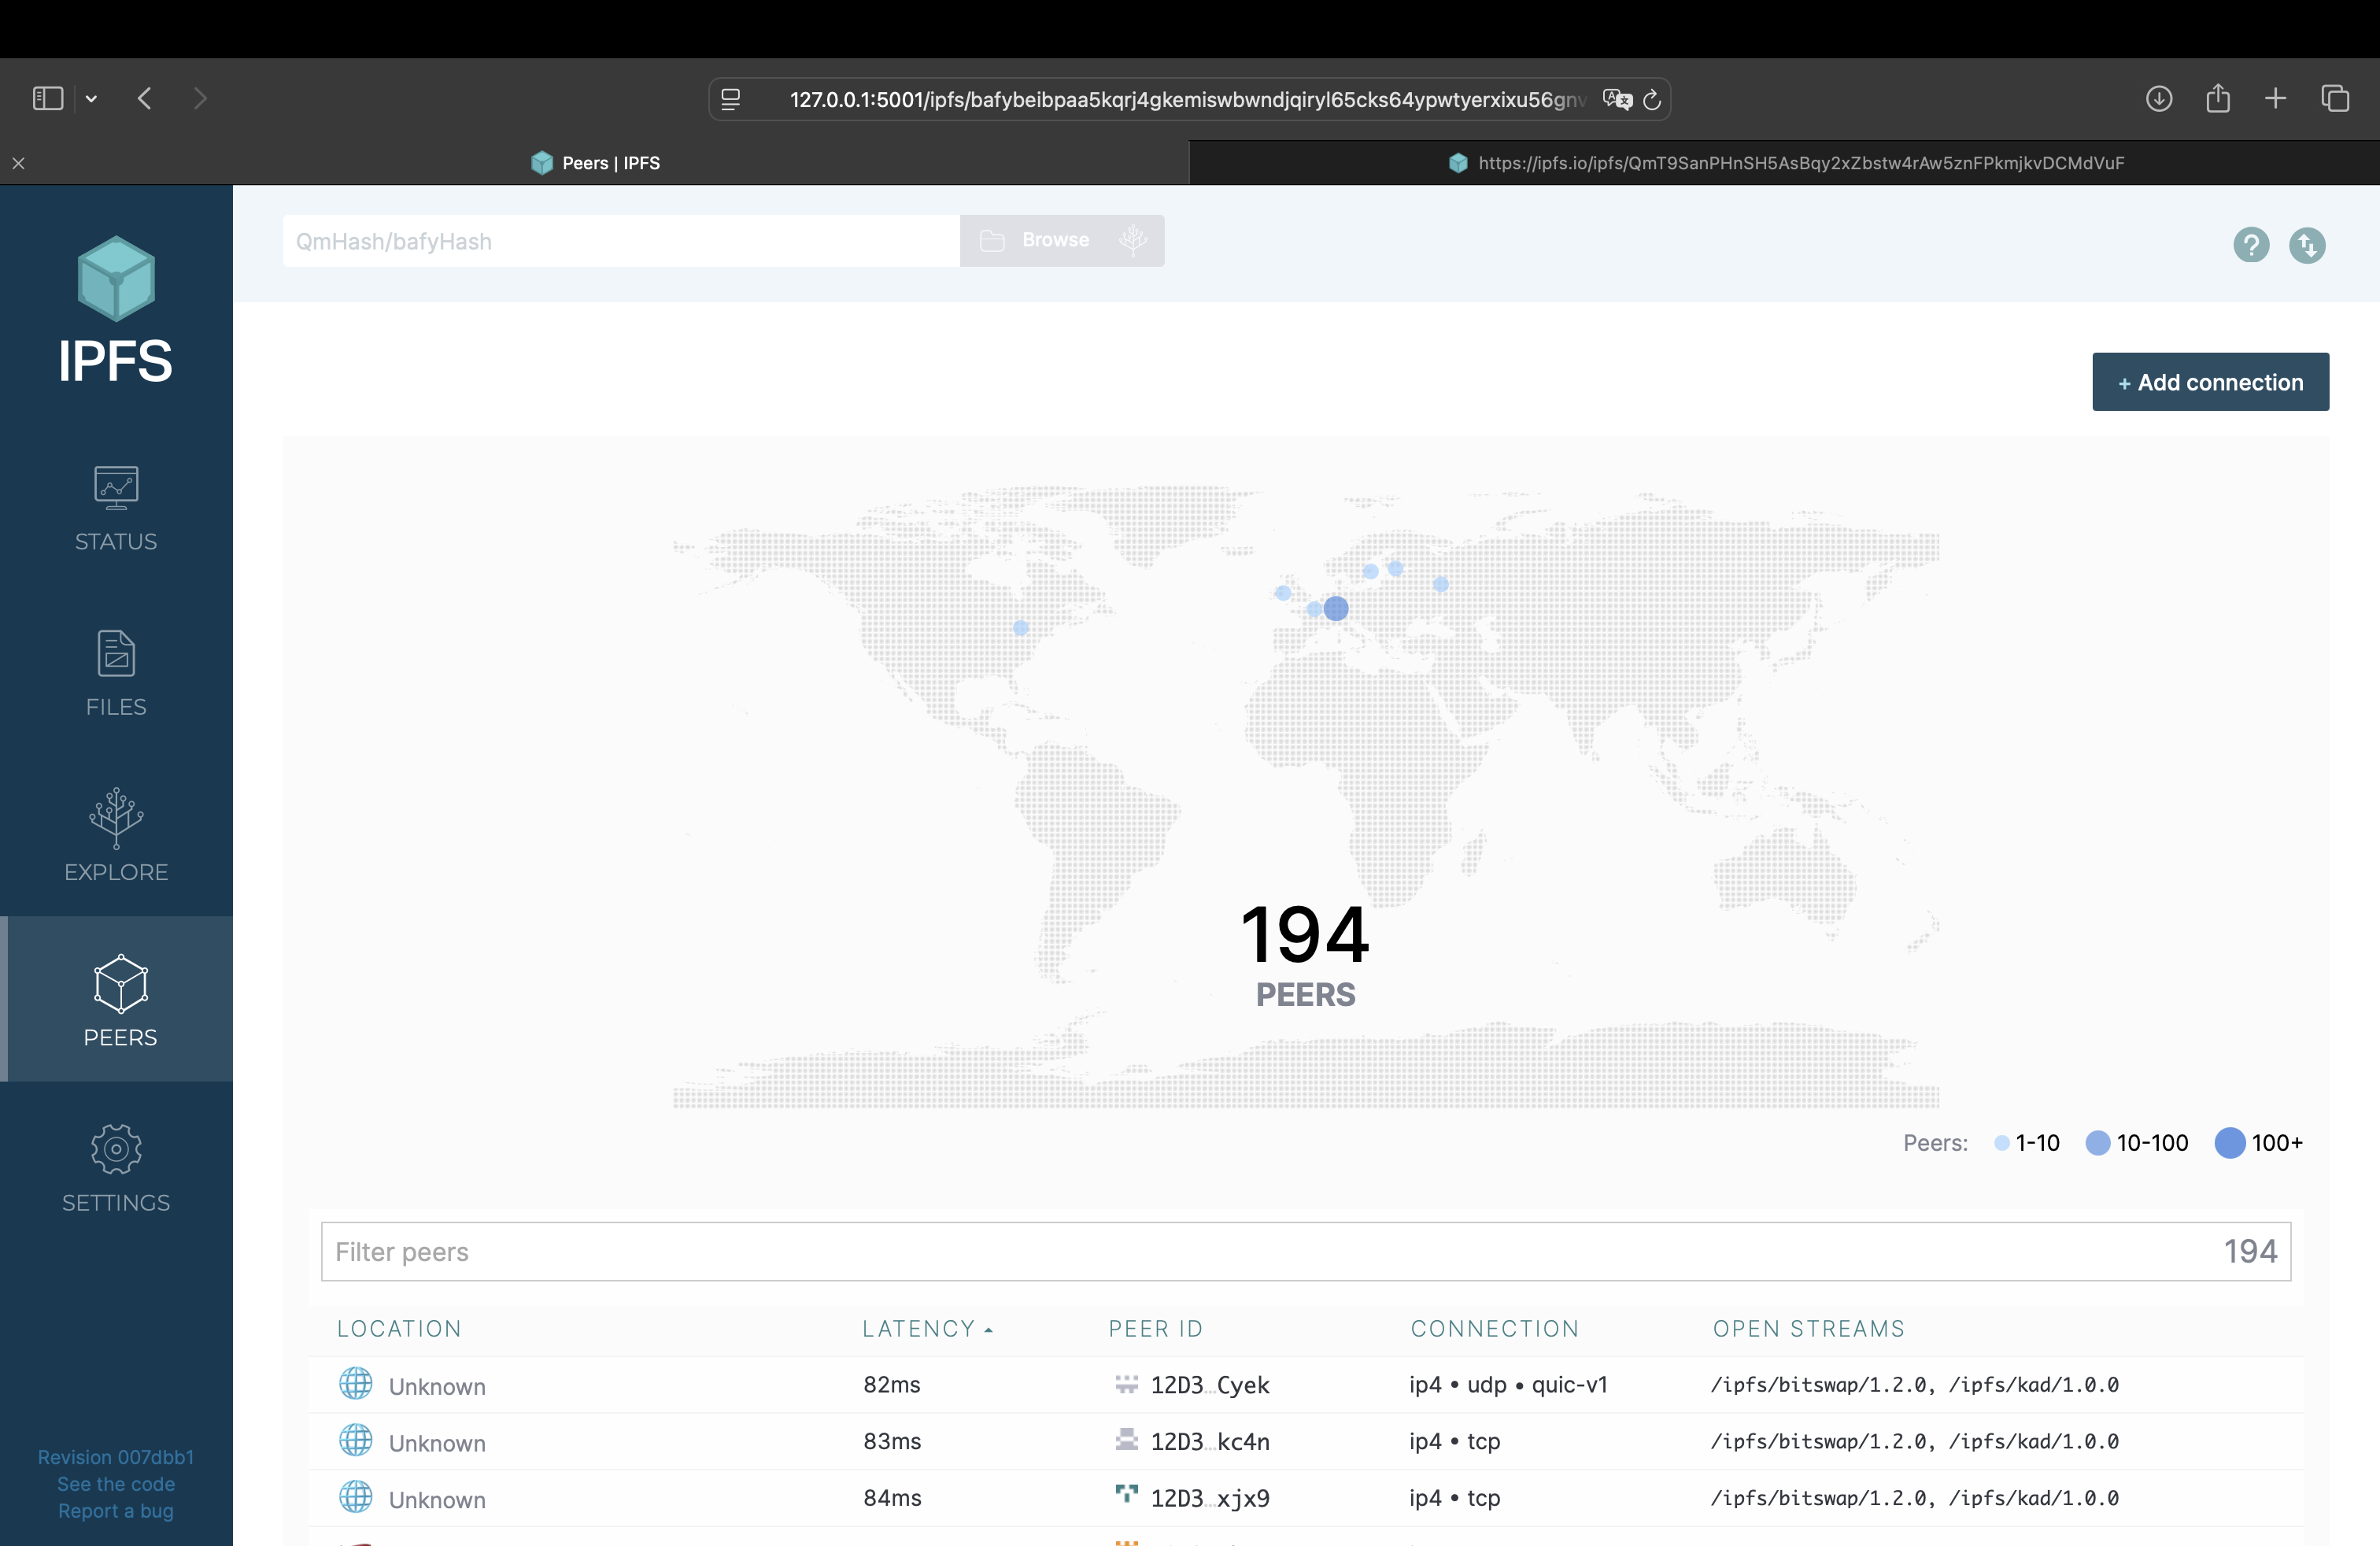 127.0.0.1:5001/ipfs/bafybeibpaa5kqrj4gkemiswbwndjqiryl65cks64ypwtyerxixu56gnv
Peers | IPFS
https://ipfs.io/ipfs/QmT9SanPHnSH5AsBqy2xZbstw4rAw5znFPkmjkvDCMdVuF
IPFS
QmHash/bafyHash
Browse
?
+ Add connection
STATUS
FILES
EXPLORE
PEERS
SETTINGS
Revision 007dbb1
See the code
Report a bug
194
PEERS
Peers: 1-10 10-100 100+
Filter peers 194
LOCATION LATENCY PEER ID CONNECTION OPEN STREAMS
Unknown 82ms 12D3…Cyek ip4 • udp • quic-v1 /ipfs/bitswap/1.2.0, /ipfs/kad/1.0.0
Unknown 83ms 12D3…kc4n ip4 • tcp /ipfs/bitswap/1.2.0, /ipfs/kad/1.0.0
Unknown 84ms 12D3…xjx9 ip4 • tcp /ipfs/bitswap/1.2.0, /ipfs/kad/1.0.0